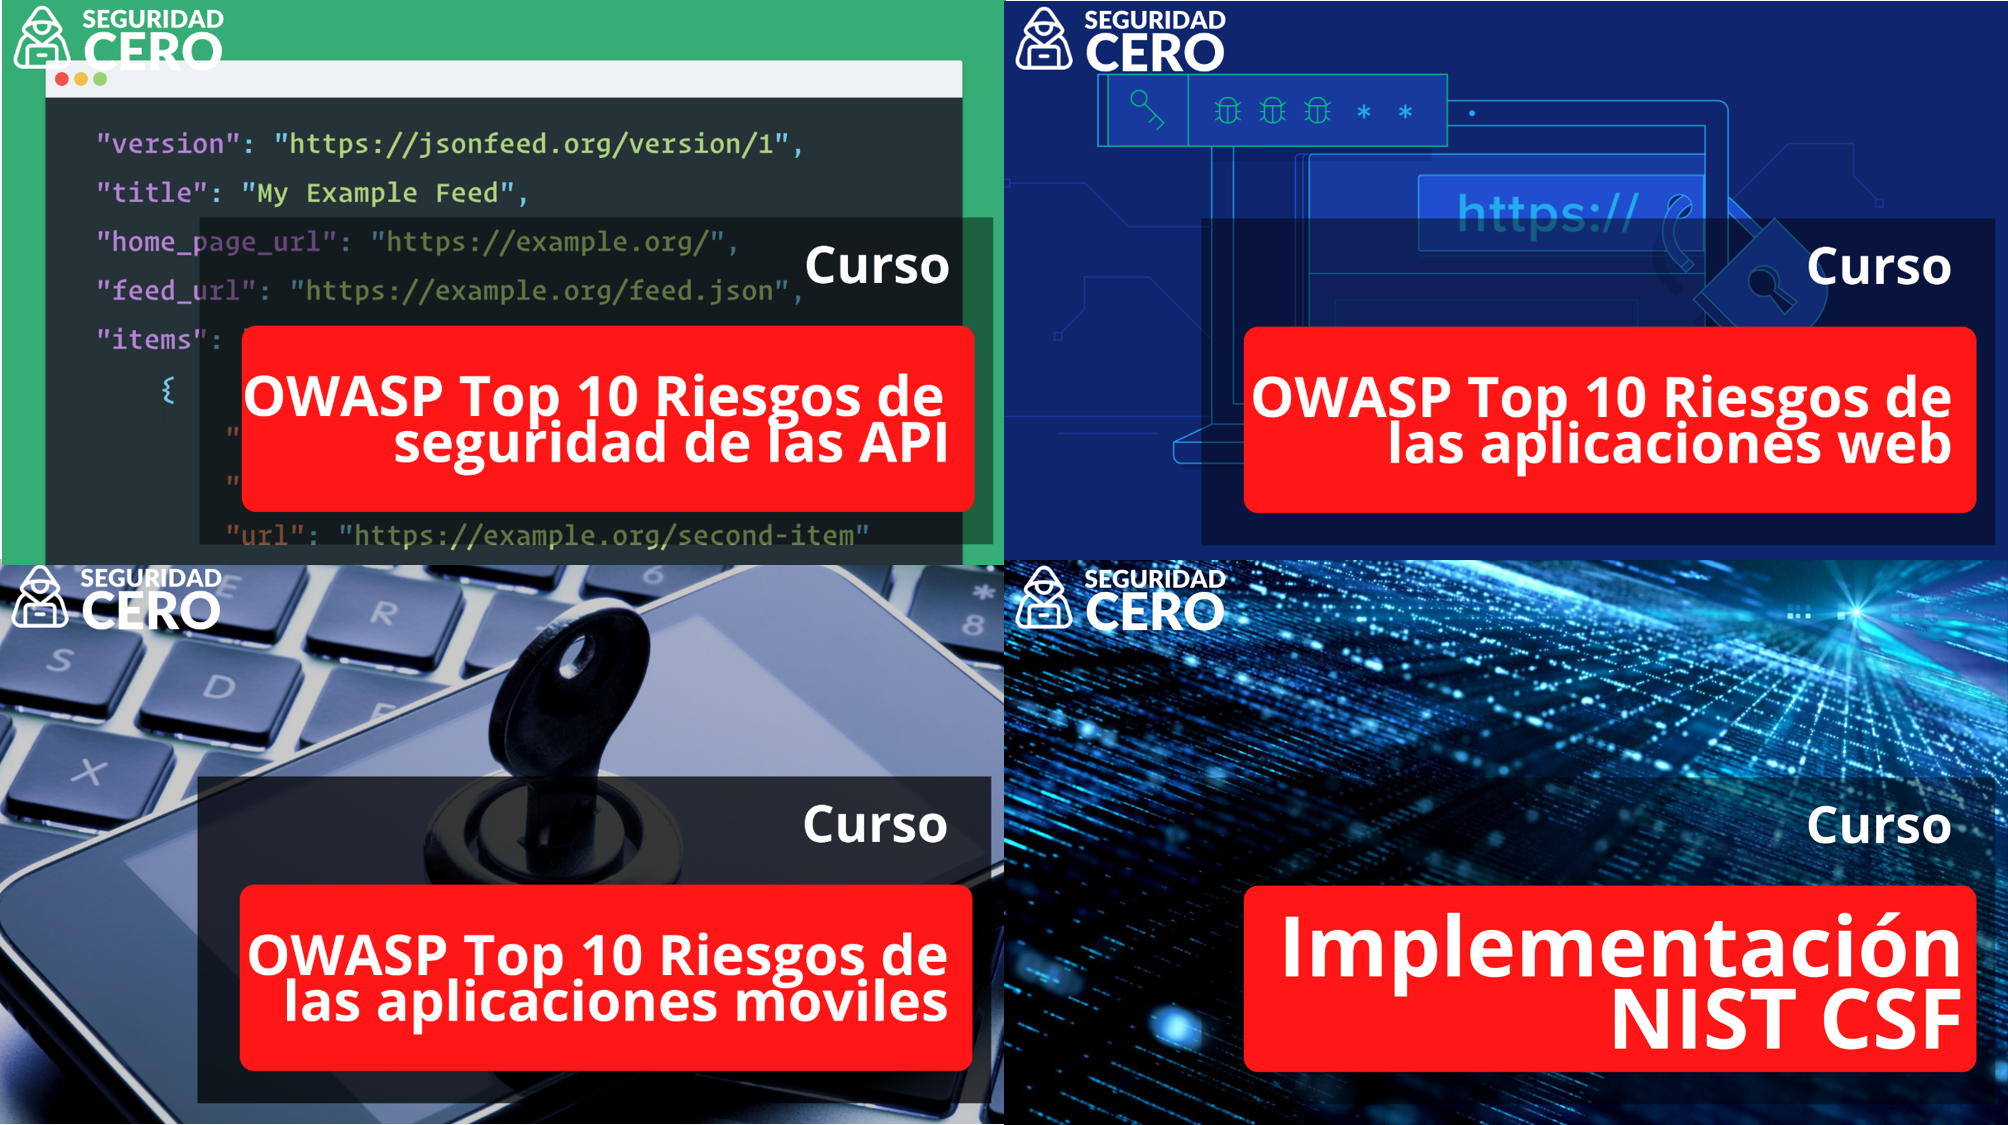 SEGURIDAD
CERO
"version": "https://jsonfeed.org/version/1",
"title": "My Example Feed",
"home_page_url": "https://example.org/",
"feed_url": "https://example.org/feed.json",
"items":
{
"
"
"url": "https://example.org/second-item"
Curso
OWASP Top 10 Riesgos de
seguridad de las API
SEGURIDAD
CERO
* *
https://
Curso
OWASP Top 10 Riesgos de
las aplicaciones web
SEGURIDAD
CERO
E
R
6
*
8
S
D
F
X
Curso
OWASP Top 10 Riesgos de
las aplicaciones moviles
SEGURIDAD
CERO
Curso
Implementación
NIST CSF